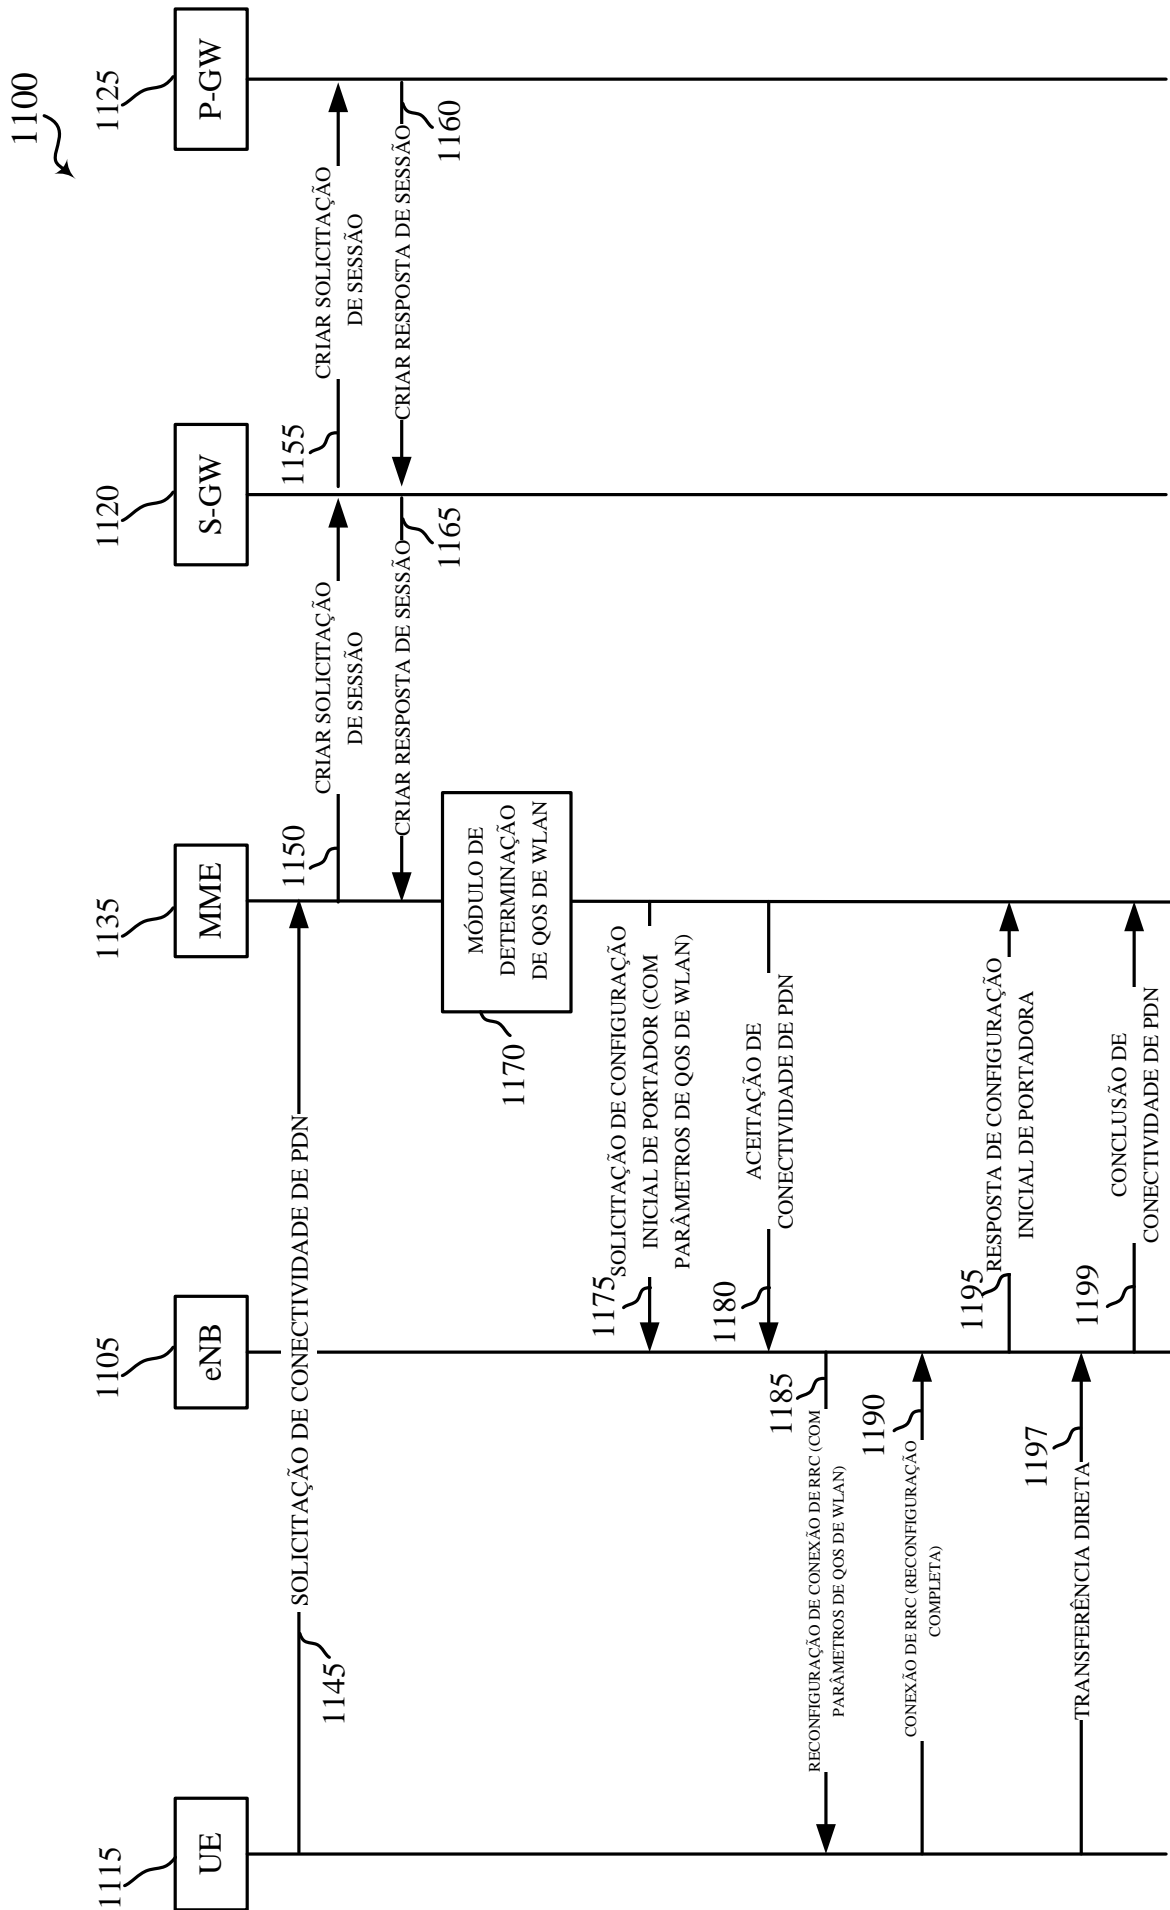 1100
1115
UE
1105
eNB
1135
MME
1120
S-GW
1125
P-GW
SOLICITAÇÃO DE CONECTIVIDADE DE PDN
1145
1150
CRIAR SOLICITAÇÃO
DE SESSÃO
1155
CRIAR SOLICITAÇÃO
DE SESSÃO
CRIAR RESPOSTA DE SESSÃO
1160
CRIAR RESPOSTA DE SESSÃO
1165
MÓDULO DE
DETERMINAÇÃO
DE QOS DE WLAN
1170
1175
SOLICITAÇÃO DE CONFIGURAÇÃO
INICIAL DE PORTADOR (COM
PARÂMETROS DE QOS DE WLAN)
1180
ACEITAÇÃO DE
CONECTIVIDADE DE PDN
1185
RECONFIGURAÇÃO DE CONEXÃO DE RRC (COM
PARÂMETROS DE QOS DE WLAN)
1190
CONEXÃO DE RRC (RECONFIGURAÇÃO
COMPLETA)
1195
RESPOSTA DE CONFIGURAÇÃO
INICIAL DE PORTADORA
1197
TRANSFERÊNCIA DIRETA
1199
CONCLUSÃO DE
CONECTIVIDADE DE PDN